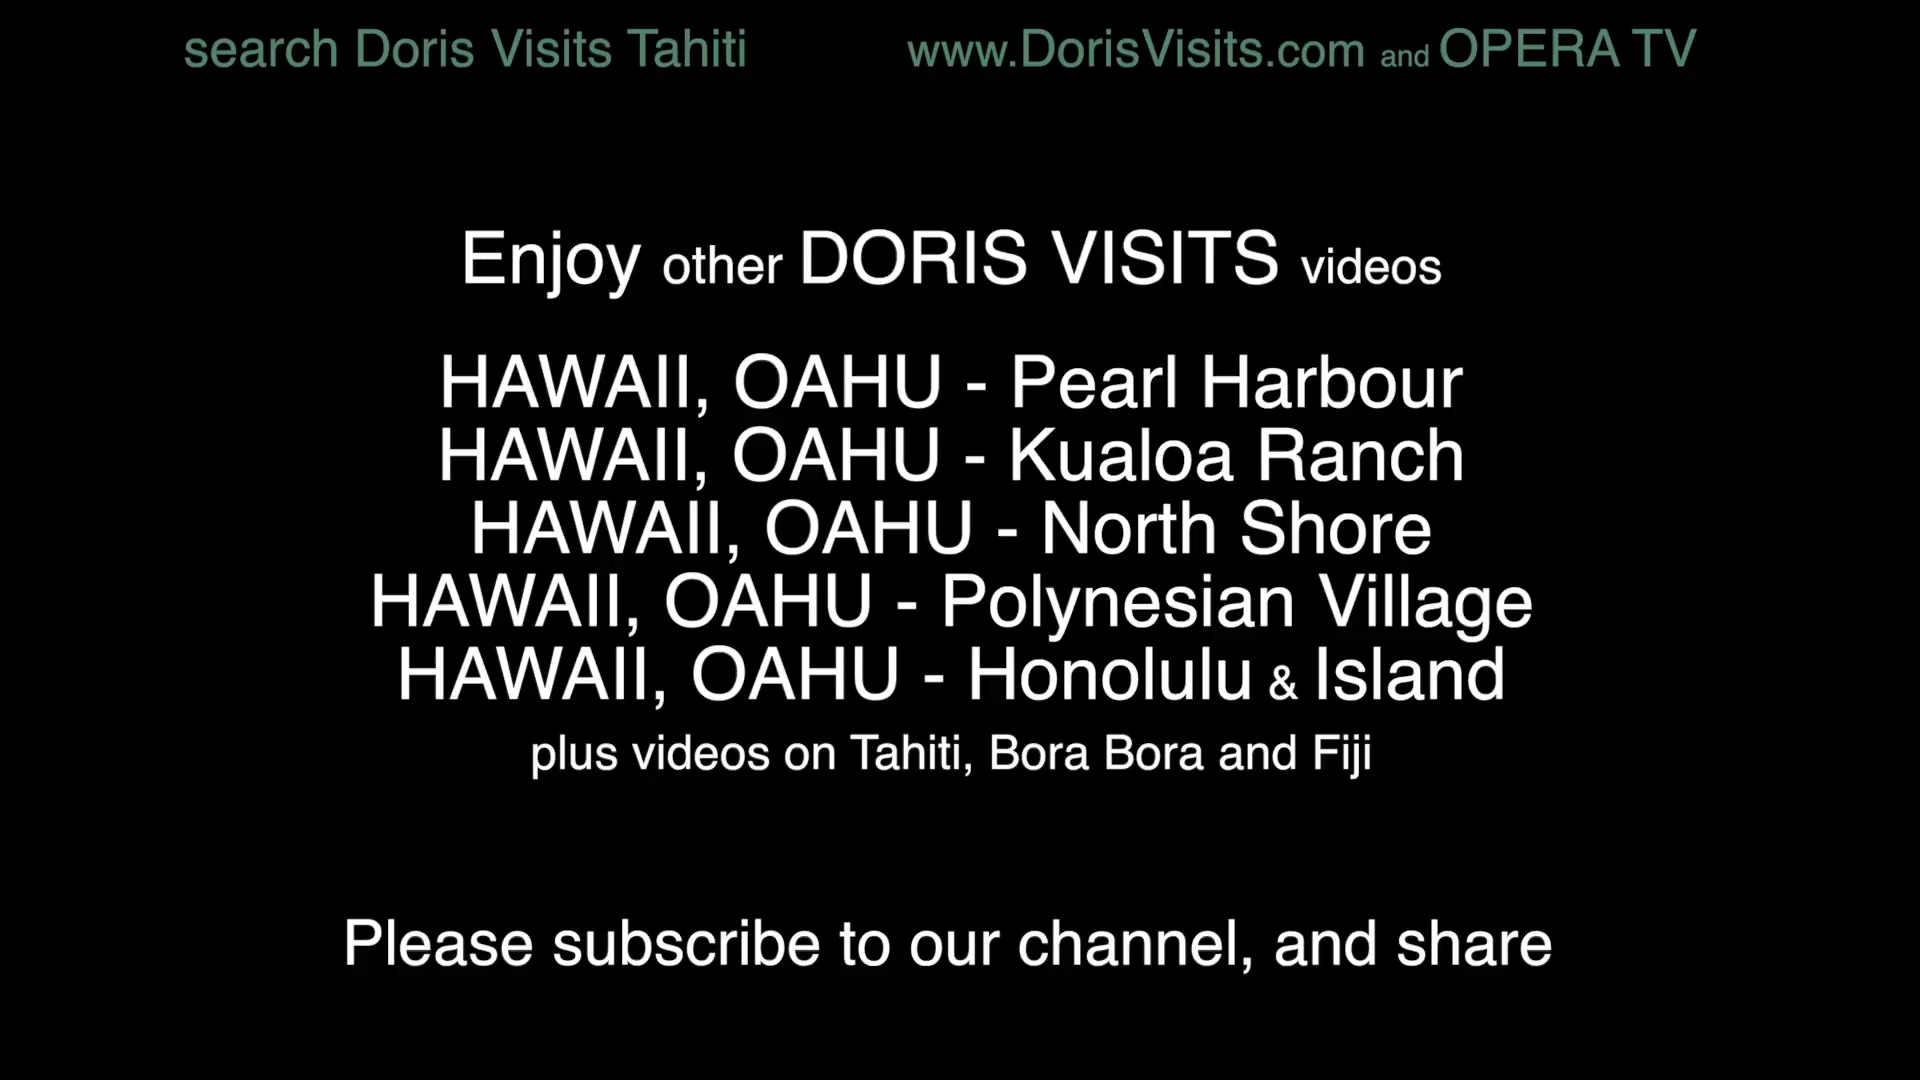 search Doris Visits Tahiti www.DorisVisits.com and OPERA TV
Enjoy other DORIS VISITS videos
HAWAII, OAHU - Pearl Harbour
HAWAII, OAHU - Kualoa Ranch
HAWAII, OAHU - North Shore
HAWAII, OAHU - Polynesian Village
HAWAII, OAHU - Honolulu & Island
plus videos on Tahiti, Bora Bora and Fiji
Please subscribe to our channel, and share